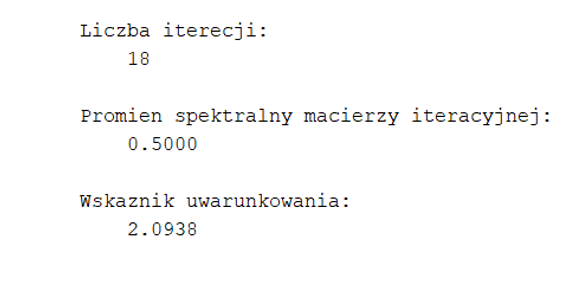 Liczba iterecji:
18
Promien spektralny macierzy iteracyjnej:
0.5000
Wskaznik uwarunkowania:
2.0938